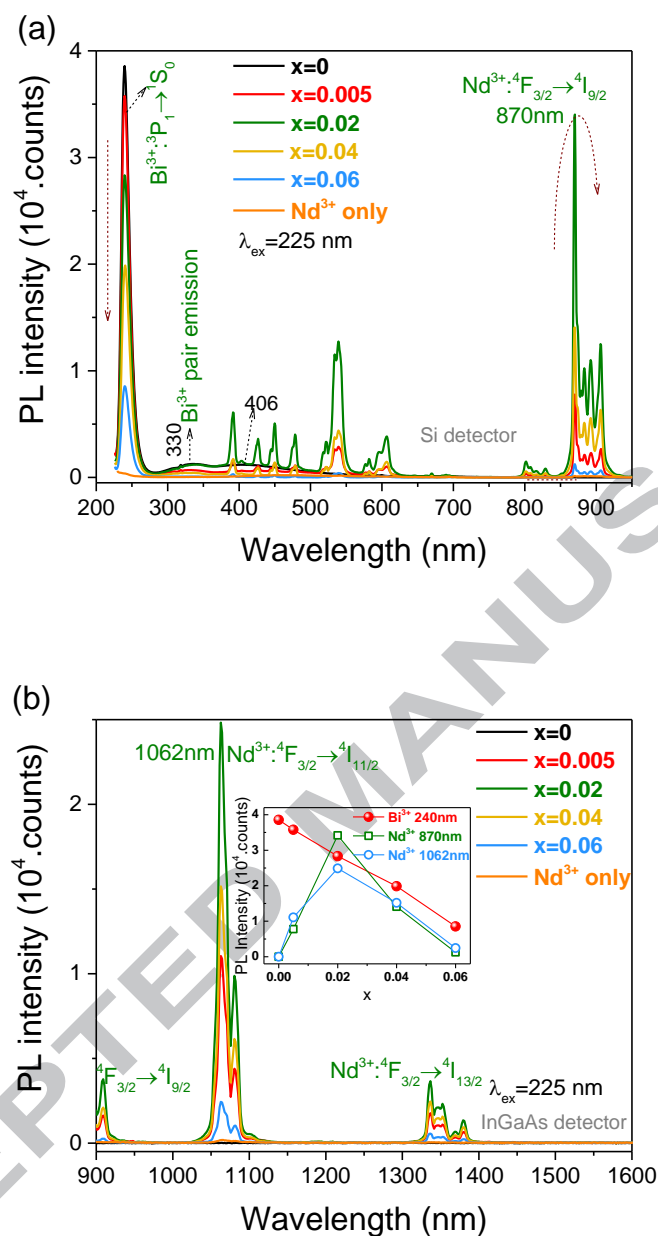 (a)
x=0
x=0.005
x=0.02
x=0.04
x=0.06
Nd³⁺ only
λex=225 nm
Bi³⁺:³P₁→¹S₀
Bi³⁺ pair emission
330
406
Nd³⁺:⁴F₃/₂→⁴I₉/₂
870nm
Si detector
PL intensity (10⁴.counts)
4
3
2
1
0
200 300 400 500 600 700 800 900
Wavelength (nm)
(b)
1062nm Nd³⁺:⁴F₃/₂→⁴I₁₁/₂
x=0
x=0.005
x=0.02
x=0.04
x=0.06
Nd³⁺ only
Bi³⁺ 240nm
Nd³⁺ 870nm
Nd³⁺ 1062nm
PL Intensity (10⁴.counts)
4
3
2
1
0
0.00 0.02 0.04 0.06
x
⁴F₃/₂→⁴I₉/₂
Nd³⁺:⁴F₃/₂→⁴I₁₃/₂
λex=225 nm
InGaAs detector
PL intensity (10⁴.counts)
2
1
0
900 1000 1100 1200 1300 1400 1500 1600
Wavelength (nm)
EPTED MANUS